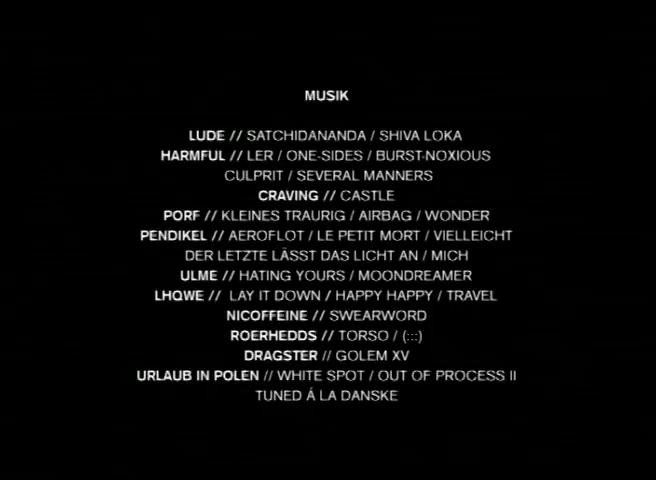 MUSIK
LUDE // SATCHIDANANDA / SHIVA LOKA
HARMFUL // LER / ONE-SIDES / BURST-NOXIOUS
CULPRIT / SEVERAL MANNERS
CRAVING // CASTLE
PORF // KLEINES TRAURIG / AIRBAG / WONDER
PENDIKEL // AEROFLOT / LE PETIT MORT / VIELLEICHT
DER LETZTE LÄSST DAS LICHT AN / MICH
ULME // HATING YOURS / MOONDREAMER
LHQWE // LAY IT DOWN / HAPPY HAPPY / TRAVEL
NICOFFEINE // SWEARWORD
ROERHEDDS // TORSO / (:::)
DRAGSTER // GOLEM XV
URLAUB IN POLEN // WHITE SPOT / OUT OF PROCESS II
TUNED Á LA DANSKE